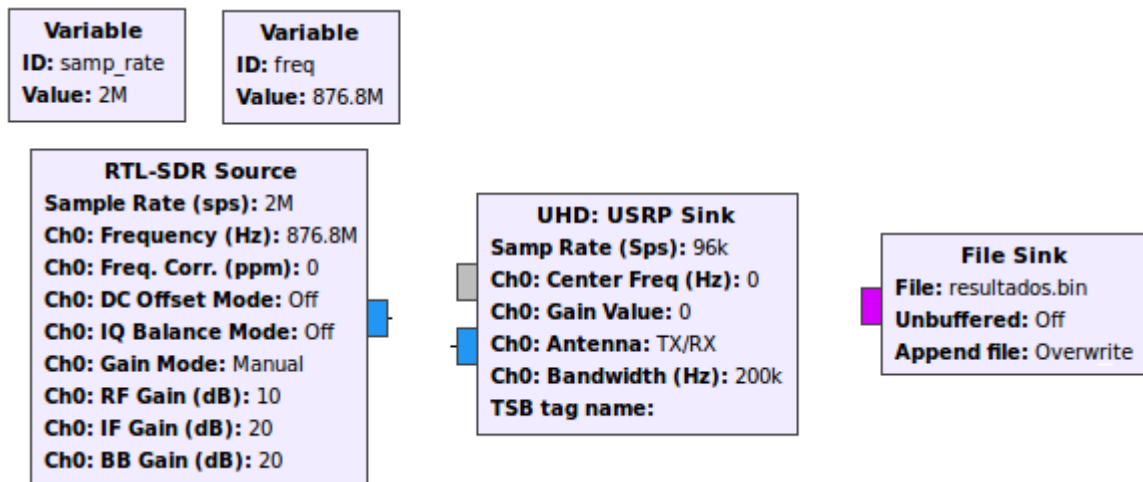 Variable
ID: samp_rate
Value: 2M
Variable
ID: freq
Value: 876.8M
RTL-SDR Source
Sample Rate (sps): 2M
Ch0: Frequency (Hz): 876.8M
Ch0: Freq. Corr. (ppm): 0
Ch0: DC Offset Mode: Off
Ch0: IQ Balance Mode: Off
Ch0: Gain Mode: Manual
Ch0: RF Gain (dB): 10
Ch0: IF Gain (dB): 20
Ch0: BB Gain (dB): 20
UHD: USRP Sink
Samp Rate (Sps): 96k
Ch0: Center Freq (Hz): 0
Ch0: Gain Value: 0
Ch0: Antenna: TX/RX
Ch0: Bandwidth (Hz): 200k
TSB tag name:
File Sink
File: resultados.bin
Unbuffered: Off
Append file: Overwrite